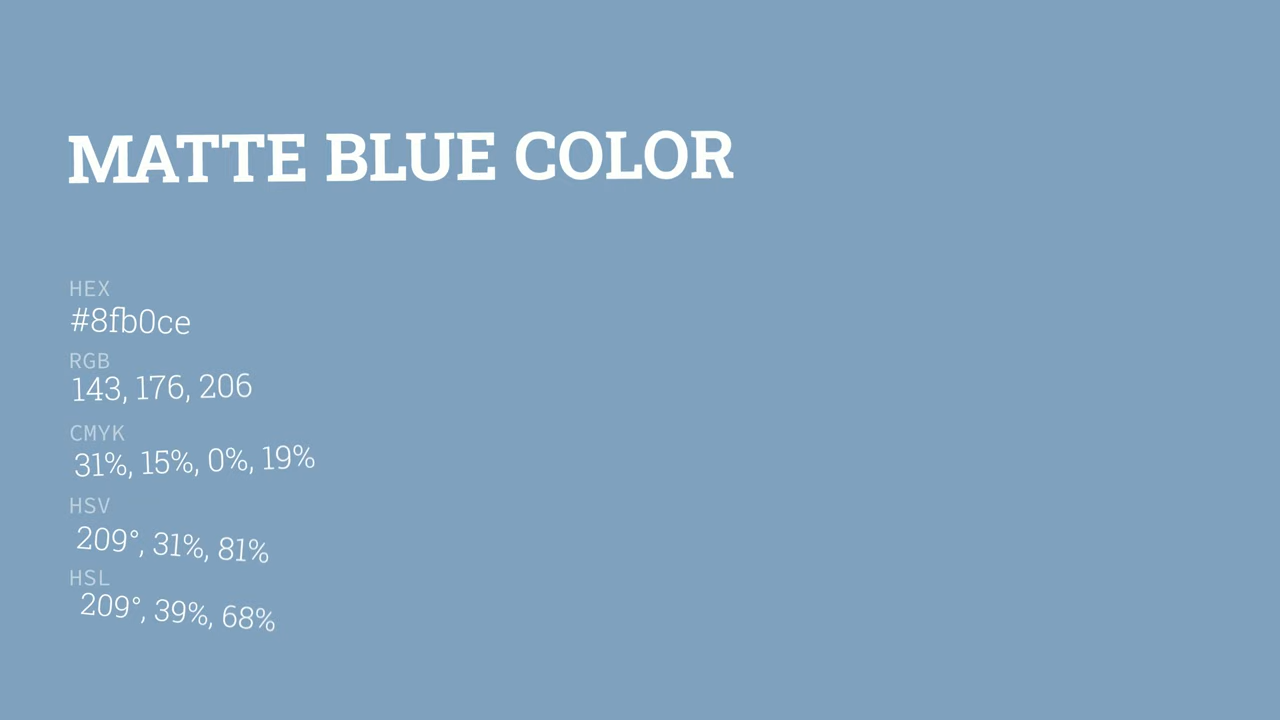 MATTE BLUE COLOR
HEX
#8fb0ce
RGB
143, 176, 206
CMYK
31%, 15%, 0%, 19%
HSV
209°, 31%, 81%
HSL
209°, 39%, 68%